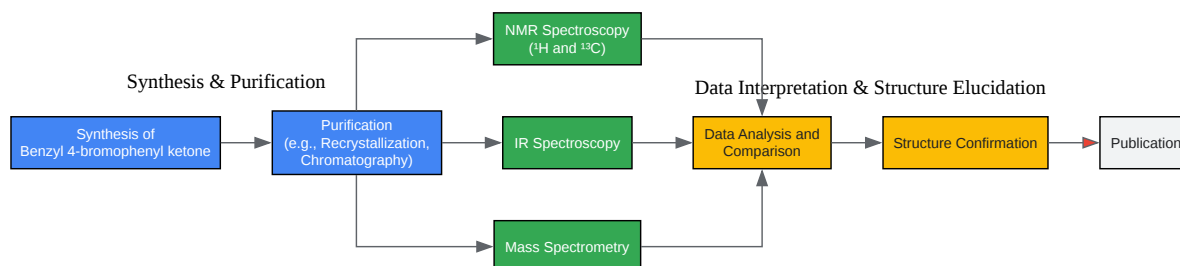 NMR Spectroscopy
(¹H and ¹³C)
Synthesis & Purification
Data Interpretation & Structure Elucidation
Synthesis of
Benzyl 4-bromophenyl ketone
Purification
(e.g., Recrystallization,
Chromatography)
IR Spectroscopy
Data Analysis and
Comparison
Structure Confirmation
Publication
Mass Spectrometry